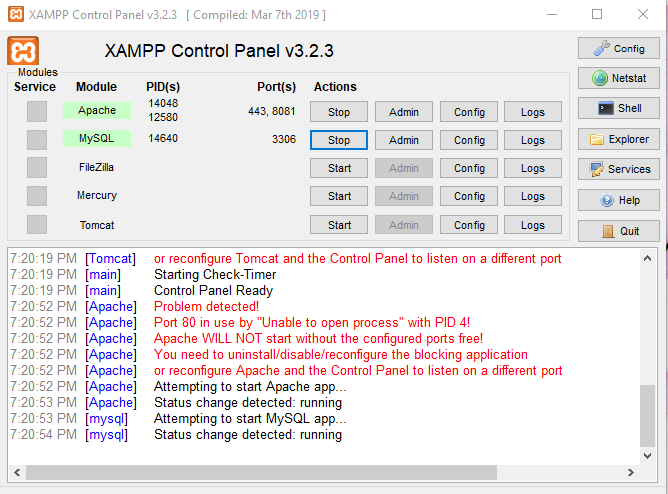 XAMPP Control Panel v3.2.3 [ Compiled: Mar 7th 2019 ]
XAMPP Control Panel v3.2.3
Config
Modules
Service Module PID(s) Port(s) Actions
Netstat
Apache 14048 12580 443, 8081 Stop Admin Config Logs
Shell
MySQL 14640 3306 Stop Admin Config Logs
Explorer
FileZilla Start Admin Config Logs
Services
Mercury Start Admin Config Logs
Help
Tomcat Start Admin Config Logs
Quit
7:20:19 PM [Tomcat] or reconfigure Tomcat and the Control Panel to listen on a different port
7:20:19 PM [main] Starting Check-Timer
7:20:19 PM [main] Control Panel Ready
7:20:52 PM [Apache] Problem detected!
7:20:52 PM [Apache] Port 80 in use by "Unable to open process" with PID 4!
7:20:52 PM [Apache] Apache WILL NOT start without the configured ports free!
7:20:52 PM [Apache] You need to uninstall/disable/reconfigure the blocking application
7:20:52 PM [Apache] or reconfigure Apache and the Control Panel to listen on a different port
7:20:52 PM [Apache] Attempting to start Apache app...
7:20:53 PM [Apache] Status change detected: running
7:20:53 PM [mysql] Attempting to start MySQL app...
7:20:54 PM [mysql] Status change detected: running